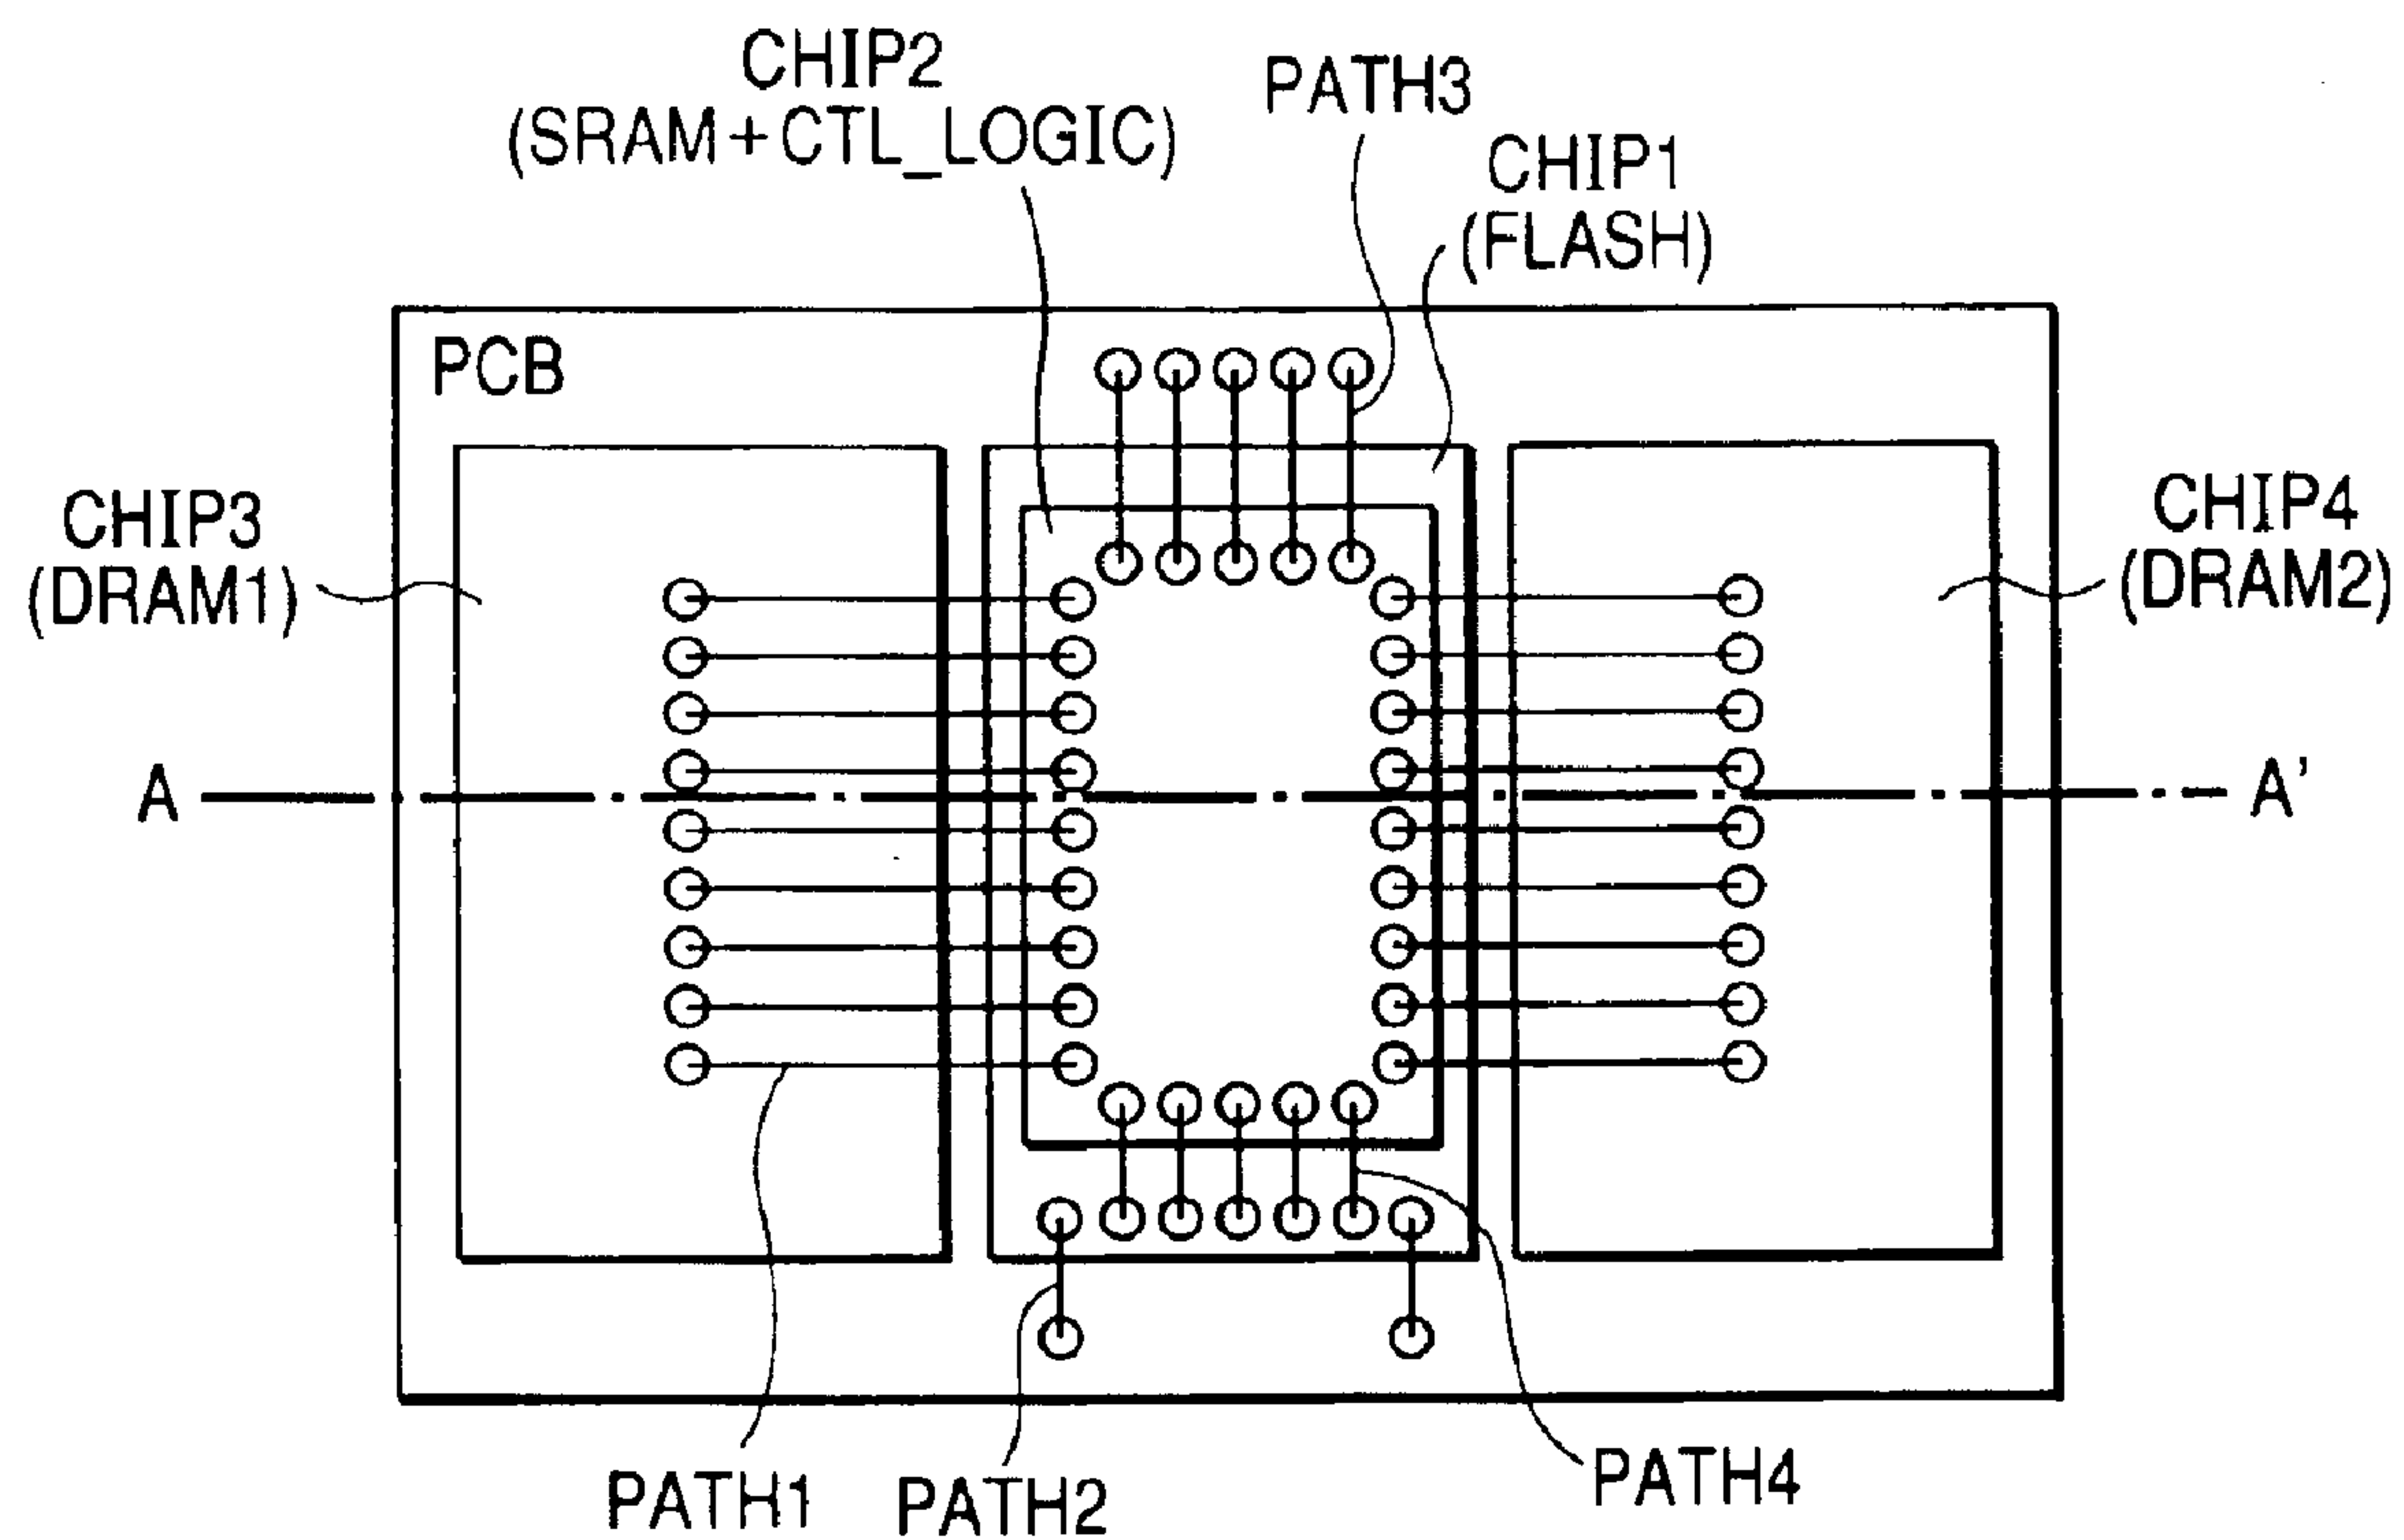 CHIP2
(SRAM+CTL_LOGIC)
PATH3
CHIP1
(FLASH)
PCB
CHIP3
(DRAM1)
CHIP4
(DRAM2)
A
A'
PATH1
PATH2
PATH4